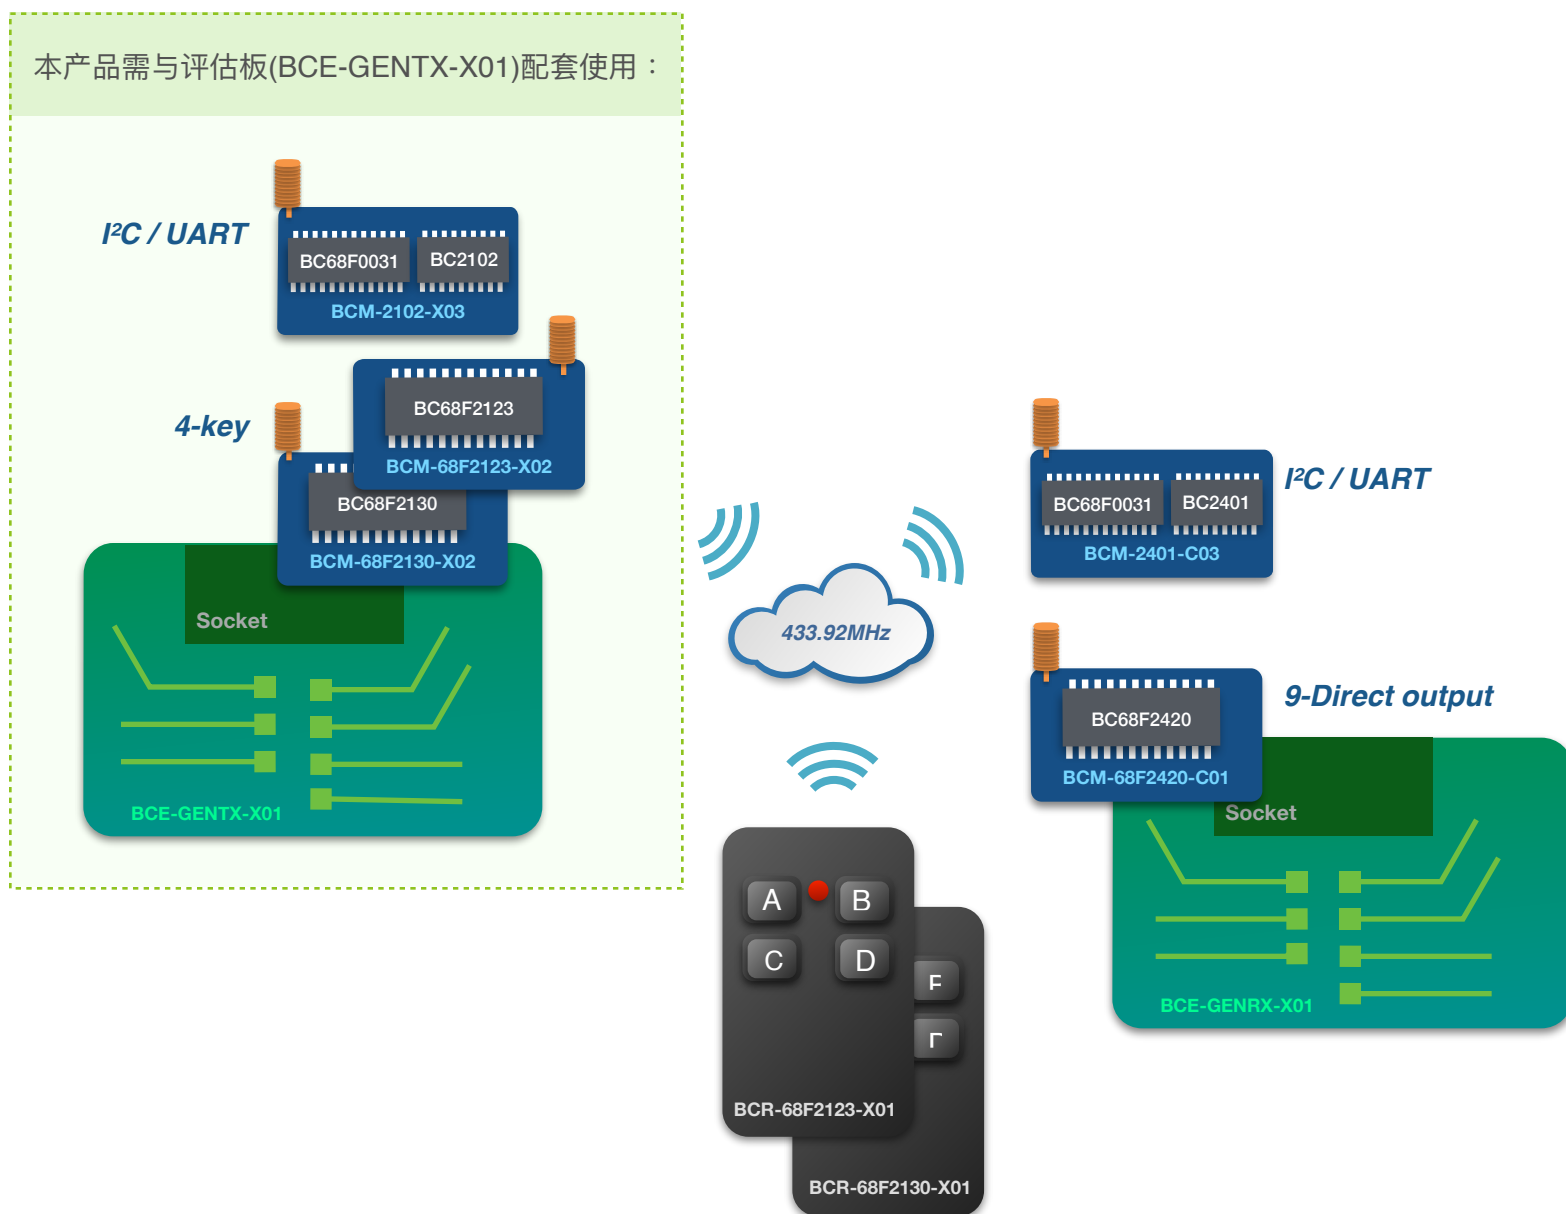 本产品需与评估板(BCE-GENTX-X01)配套使用：
I²C / UART
BC68F0031
BC2102
BCM-2102-X03
4-key
BC68F2123
BCM-68F2123-X02
BC68F2130
BCM-68F2130-X02
Socket
BCE-GENTX-X01
433.92MHz
I²C / UART
BC68F0031
BC2401
BCM-2401-C03
9-Direct output
BC68F2420
BCM-68F2420-C01
Socket
BCE-GENRX-X01
A
B
C
D
BCR-68F2123-X01
BCR-68F2130-X01